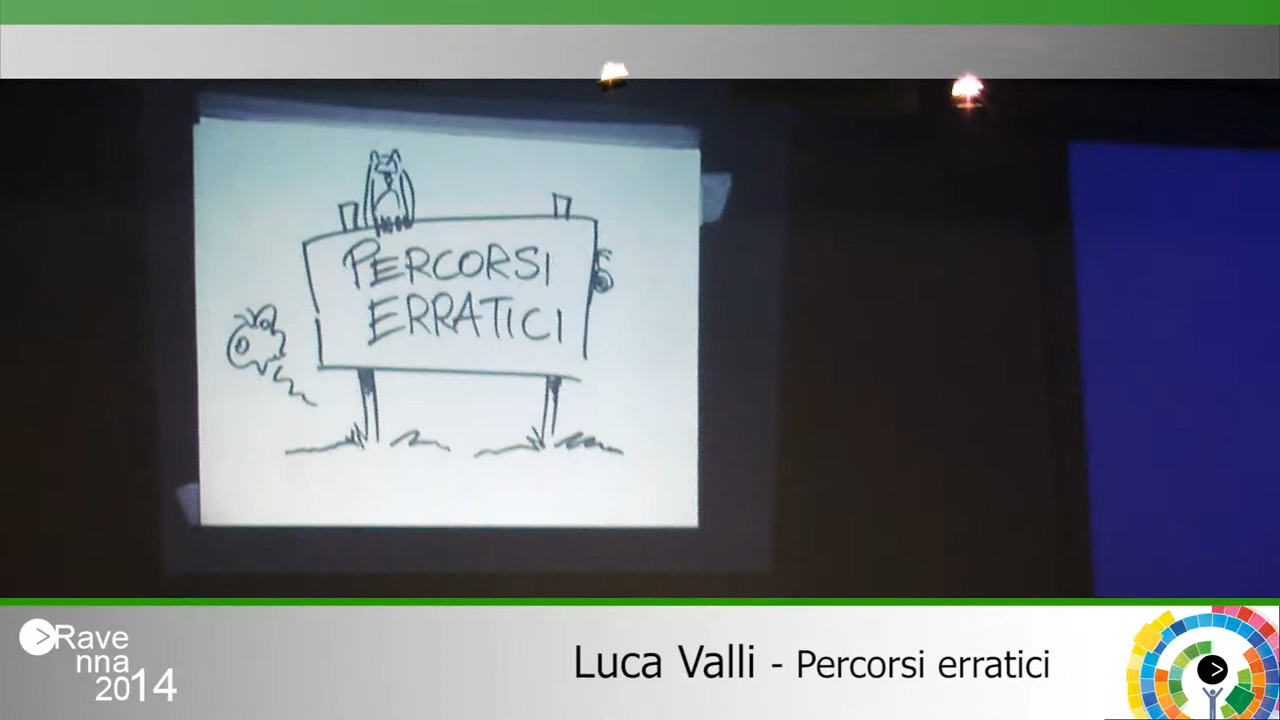 PERCORSI
ERRATICI
Rave
nna
2014
Luca Valli - Percorsi erratici